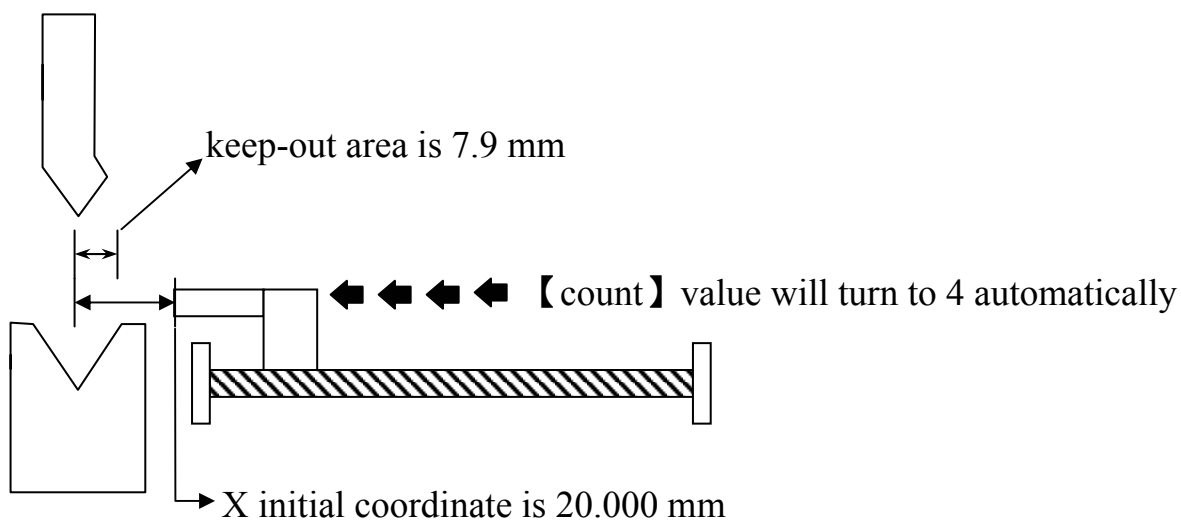 keep-out area is 7.9 mm
【count】value will turn to 4 automatically
X initial coordinate is 20.000 mm